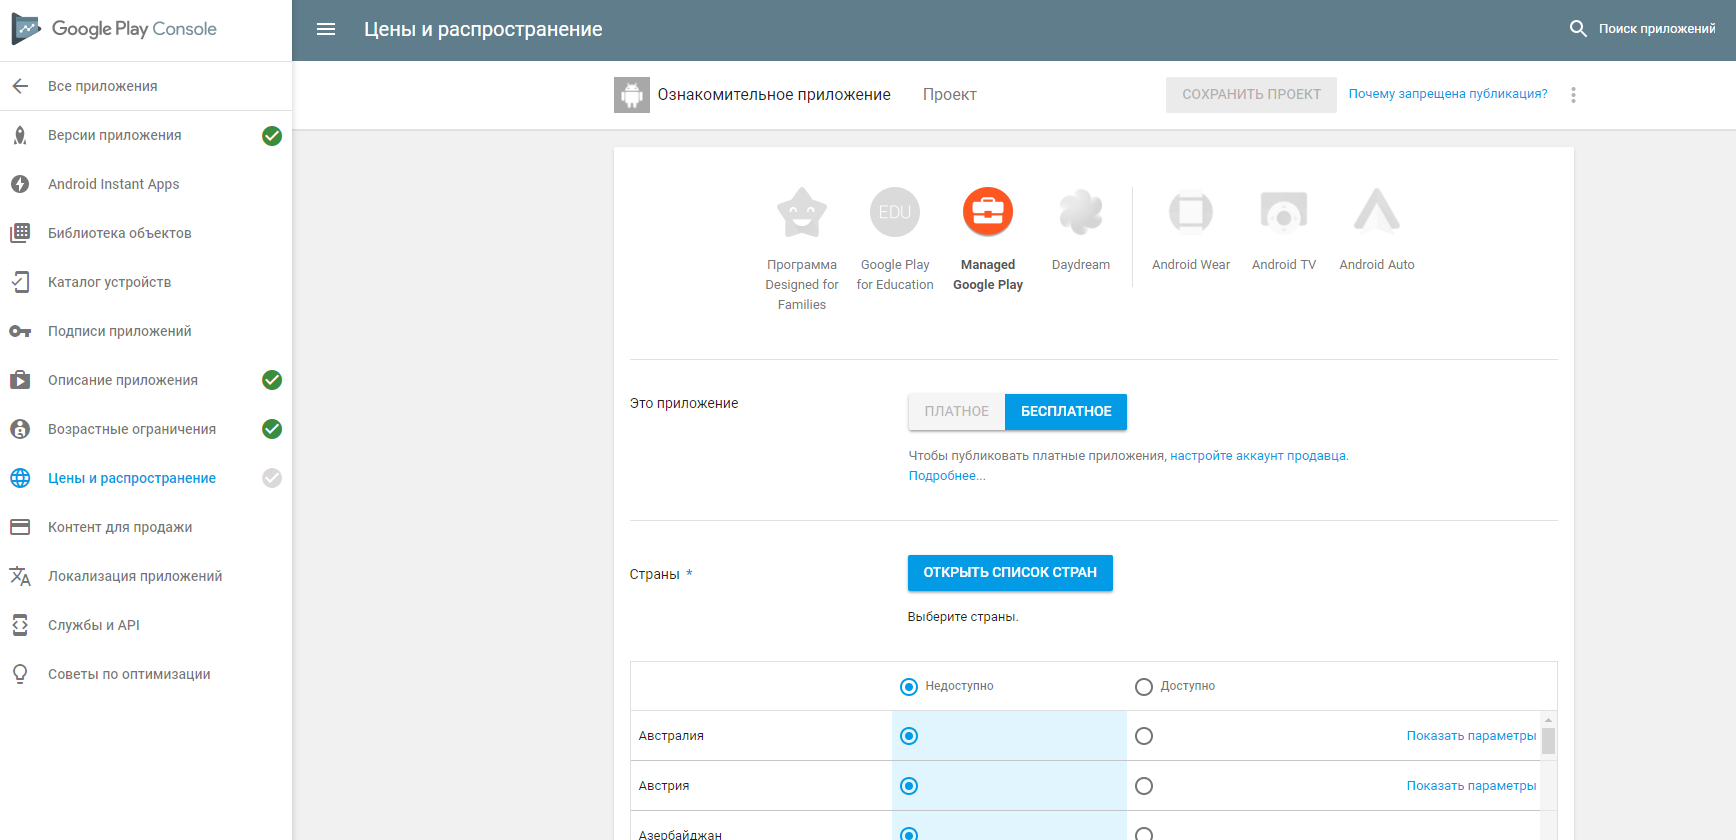 Google Play Console
Цены и распространение
Поиск приложений
Все приложения
Версии приложения
Android Instant Apps
Библиотека объектов
Каталог устройств
Подписи приложений
Описание приложения
Возрастные ограничения
Цены и распространение
Контент для продажи
Локализация приложений
Службы и API
Советы по оптимизации
Ознакомительное приложение
Проект
СОХРАНИТЬ ПРОЕКТ
Почему запрещена публикация?
EDU
Программа
Designed for
Families
Google Play
for Education
Managed
Google Play
Daydream
Android Wear
Android TV
Android Auto
Это приложение
ПЛАТНОЕ
БЕСПЛАТНОЕ
Чтобы публиковать платные приложения, настройте аккаунт продавца.
Подробнее...
Страны *
ОТКРЫТЬ СПИСОК СТРАН
Выберите страны.
Недоступно
Доступно
Австралия
Показать параметры
Австрия
Показать параметры
Азербайджан